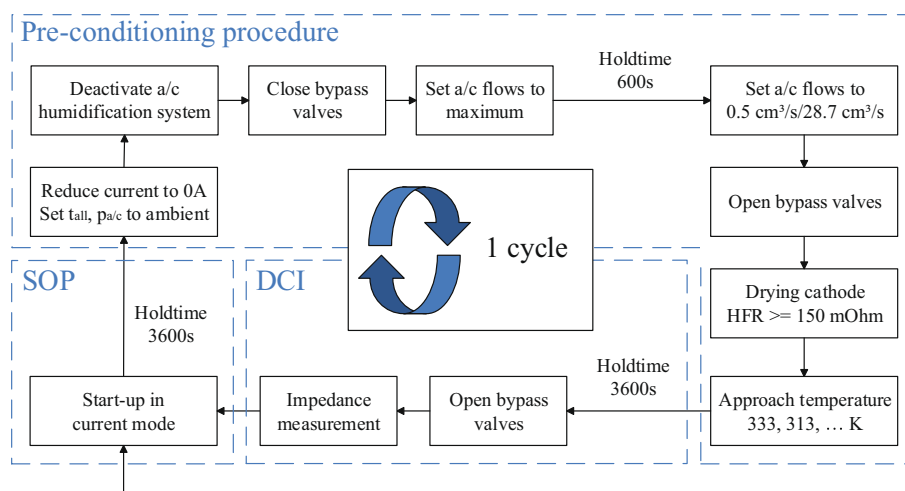 Pre-conditioning procedure
Deactivate a/c
humidification system
Close bypass
valves
Set a/c flows to
maximum
Holdtime
600s
Set a/c flows to
0.5 cm³/s/28.7 cm³/s
Reduce current to 0A
Set tall, pa/c to ambient
1 cycle
Open bypass valves
SOP
DCI
Drying cathode
HFR >= 150 mOhm
Holdtime
3600s
Holdtime
3600s
Start-up in
current mode
Impedance
measurement
Open bypass
valves
Approach temperature
333, 313, … K